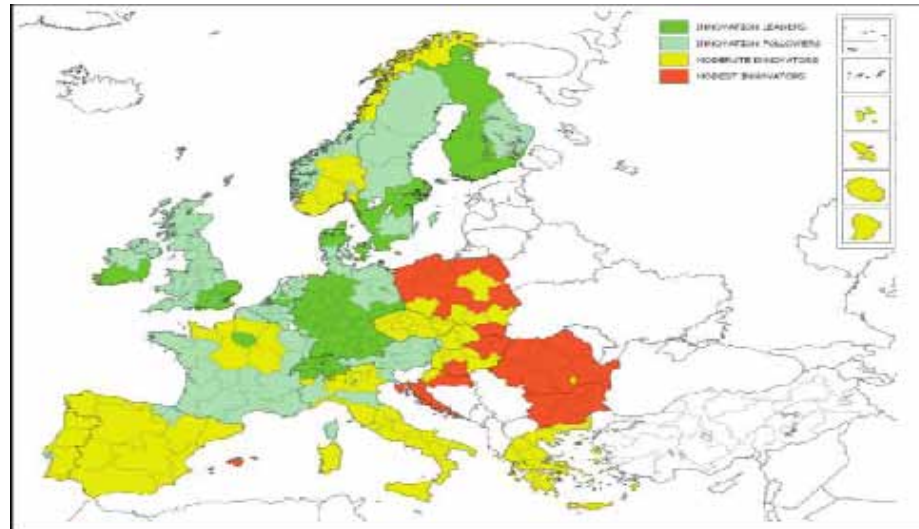 INNOVATION LEADERS
INNOVATION FOLLOWERS
MODERATE INNOVATORS
MODEST INNOVATORS